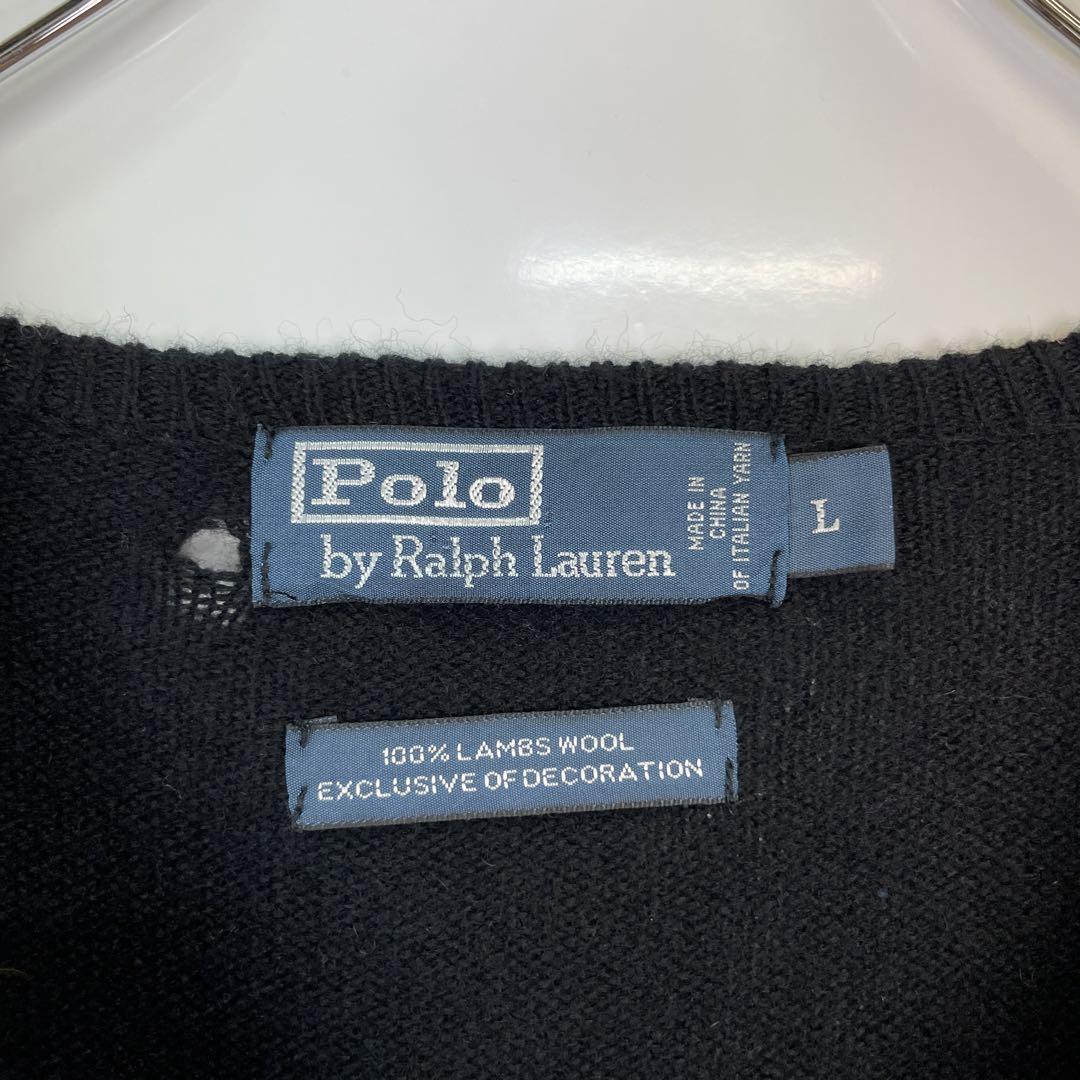 Polo
by Ralph Lauren
MADE IN
CHINA
OF ITALIAN YARN
L
100% LAMBS WOOL
EXCLUSIVE OF DECORATION